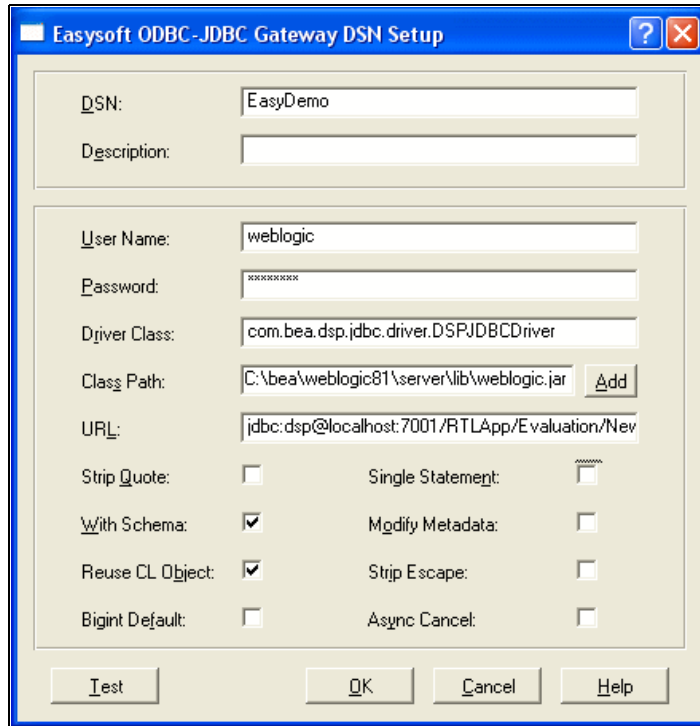 Easysoft ODBC-JDBC Gateway DSN Setup
DSN: EasyDemo
Description:
User Name: weblogic
Password: ********
Driver Class: com.bea.dsp.jdbc.driver.DSPJDBCDriver
Class Path: C:\bea\weblogic81\server\lib\weblogic.jar Add
URL: jdbc:dsp@localhost:7001/RTLApp/Evaluation/New
Strip Quote: Single Statement:
With Schema: Modify Metadata:
Reuse CL Object: Strip Escape:
Bigint Default: Async Cancel:
Test OK Cancel Help